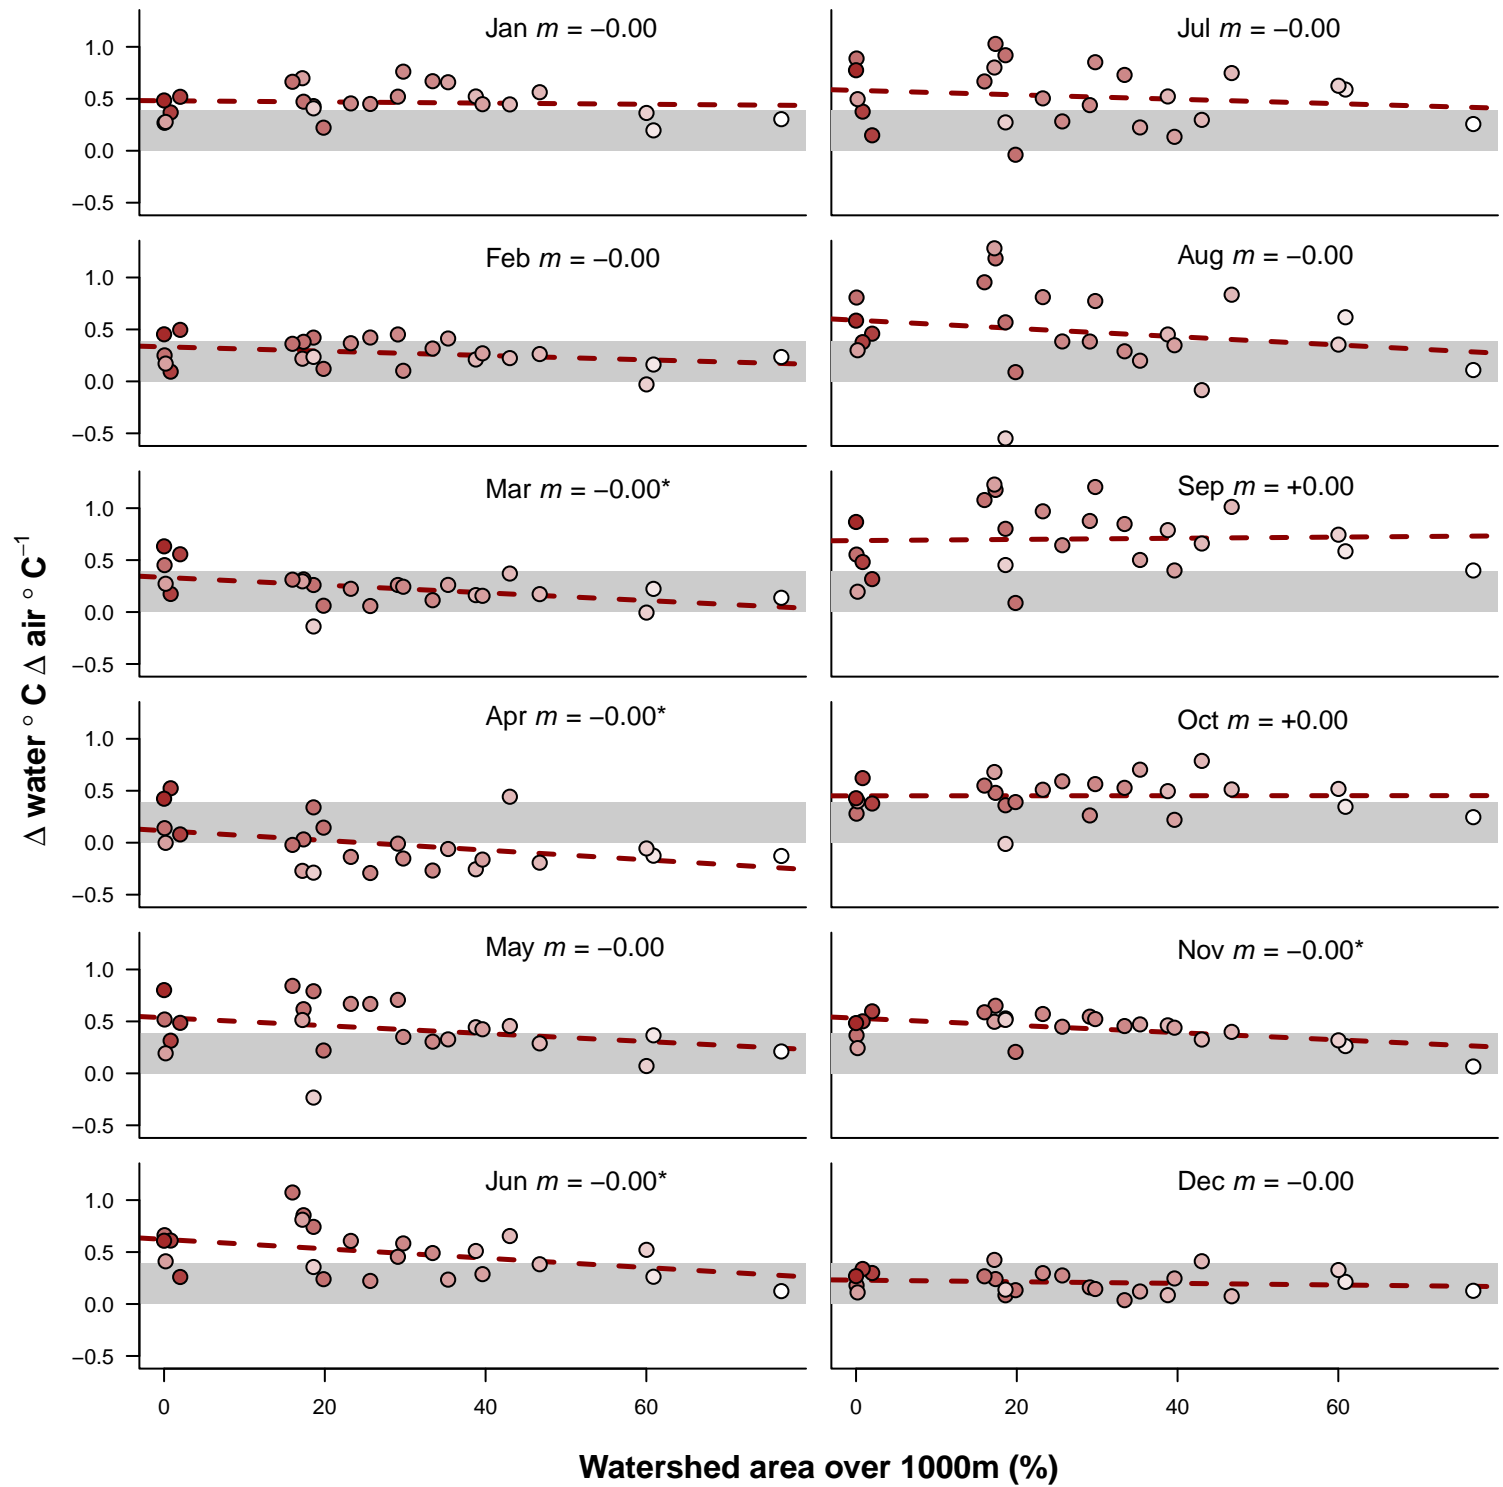 Jan m = −0.00
1.0
0.5
0.0
−0.5
Jul m = −0.00
Feb m = −0.00
1.0
0.5
0.0
−0.5
Aug m = −0.00
Mar m = −0.00*
1.0
0.5
0.0
−0.5
Sep m = +0.00
Apr m = −0.00*
1.0
0.5
0.0
−0.5
Oct m = +0.00
May m = −0.00
1.0
0.5
0.0
−0.5
Nov m = −0.00*
Jun m = −0.00*
1.0
0.5
0.0
−0.5
Dec m = −0.00
0 20 40 60
0 20 40 60
Δ water ° C Δ air ° C⁻¹
Watershed area over 1000m (%)